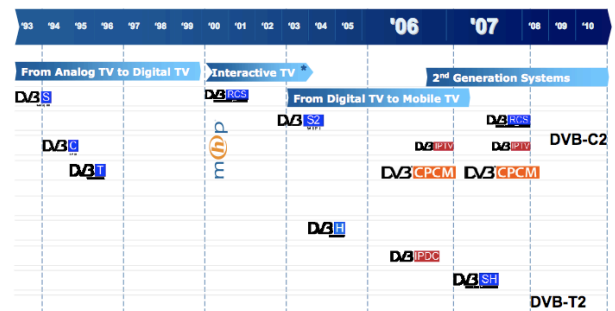 '93 '94 '95 '96 '97 '98 '99 '00 '01 '02 '03 '04 '05 '06 '07 '08 '09 '10
From Analog TV to Digital TV
Interactive TV *
2nd Generation Systems
From Digital TV to Mobile TV
DVB S
DVB RCS
DVB S2
DVB RCS
DVB-C2
DVB C
mhp
DVB IPTV
DVB IPTV
DVB T
DVB CPCM
DVB CPCM
DVB H
DVB IPDC
DVB SH
DVB-T2